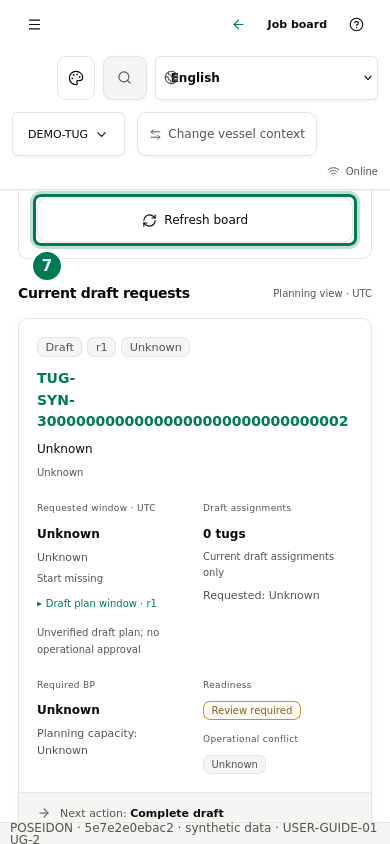 Job board
English
DEMO-TUG
Change vessel context
Online
Refresh board
7
Current draft requests
Planning view · UTC
Draft
r1
Unknown
TUG-
SYN-
30000000000000000000000000000002
Unknown
Unknown
Requested window · UTC
Unknown
Unknown
Start missing
▸ Draft plan window · r1
Unverified draft plan; no
operational approval
Draft assignments
0 tugs
Current draft assignments
only
Requested: Unknown
Required BP
Unknown
Planning capacity:
Unknown
Readiness
Review required
Operational conflict
Unknown
Next action: Complete draft
POSEIDON · 5e7e2e0ebac2 · synthetic data · USER-GUIDE-01
UG-2